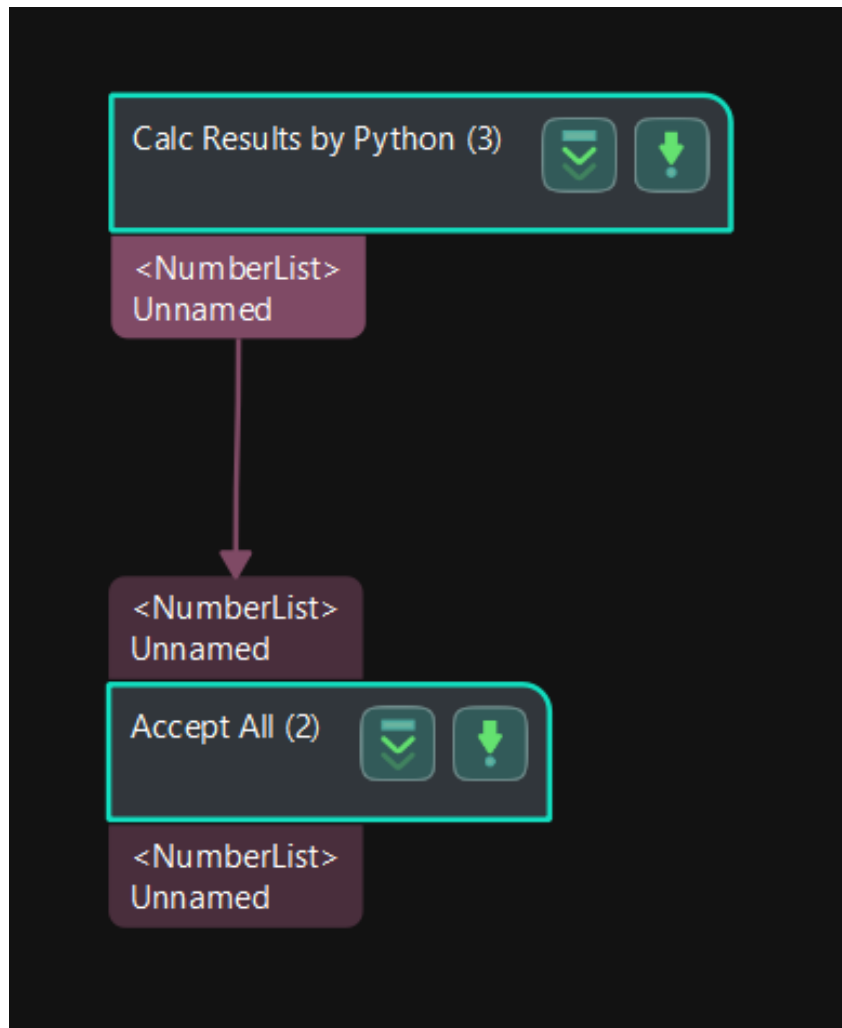 Calc Results by Python (3)
<NumberList>
Unnamed
<NumberList>
Unnamed
Accept All (2)
<NumberList>
Unnamed